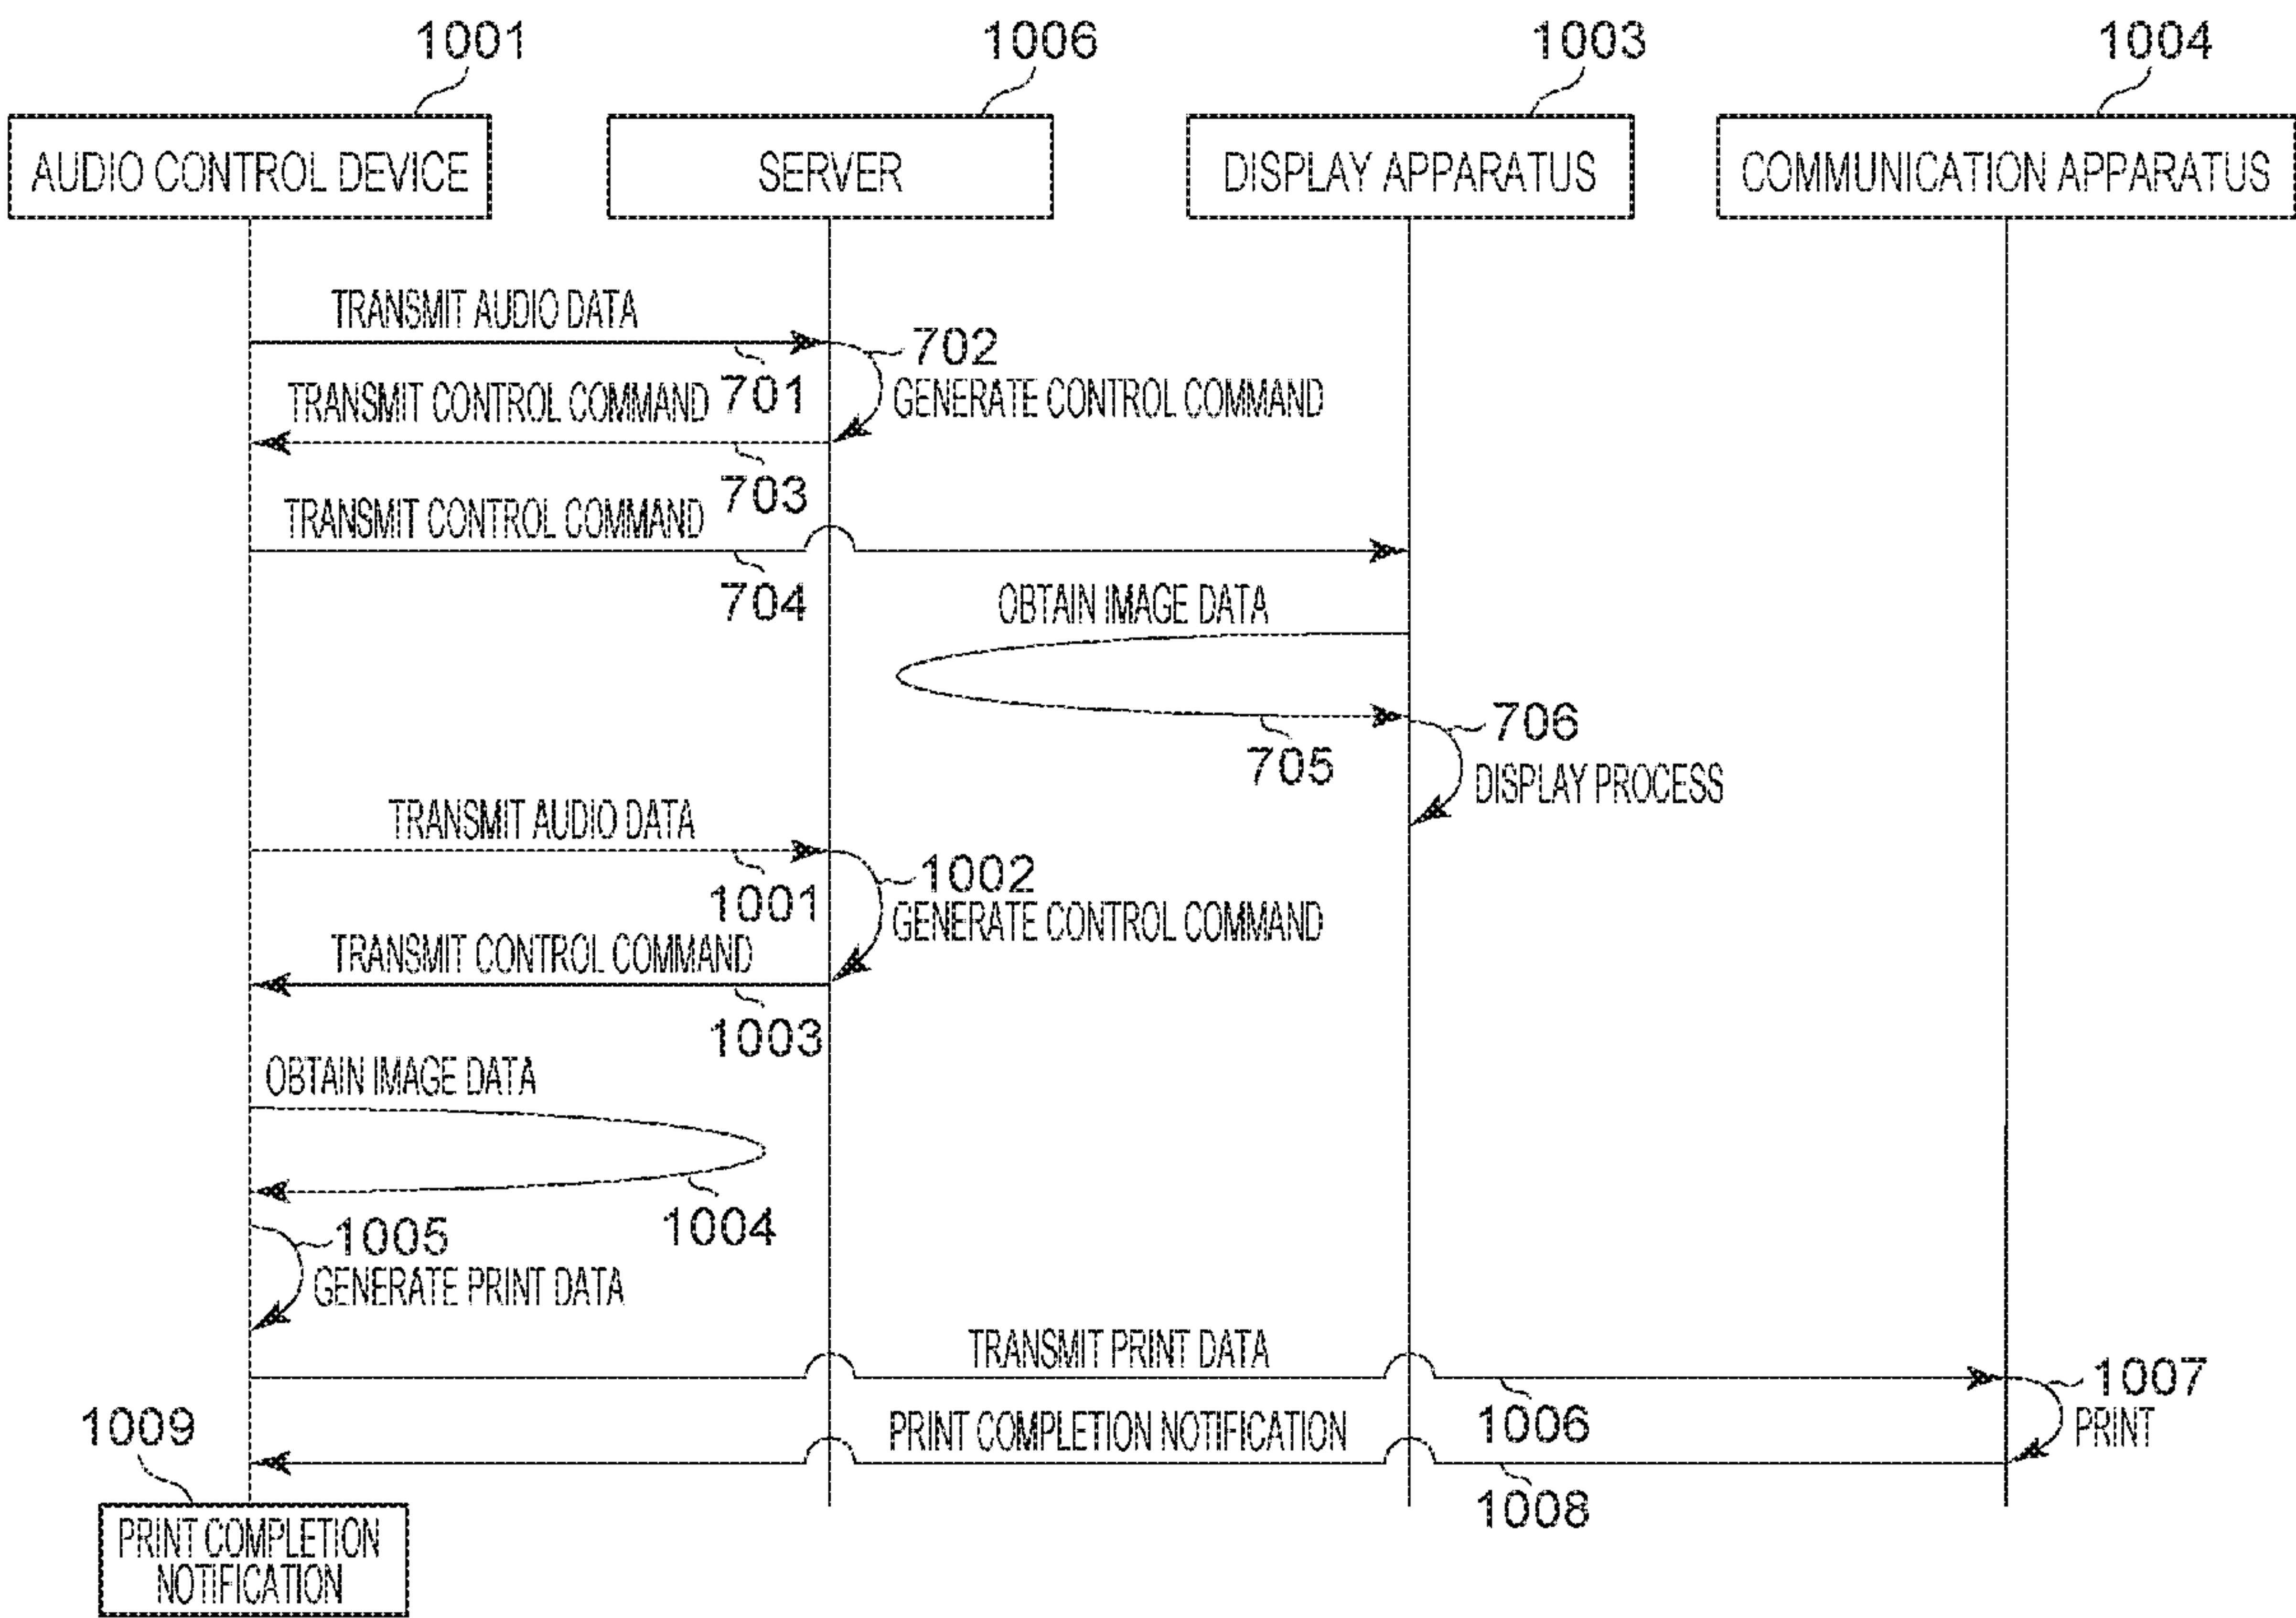 1001
1006
1003
1004
AUDIO CONTROL DEVICE
SERVER
DISPLAY APPARATUS
COMMUNICATION APPARATUS
TRANSMIT AUDIO DATA
701
702
GENERATE CONTROL COMMAND
TRANSMIT CONTROL COMMAND
703
TRANSMIT CONTROL COMMAND
704
OBTAIN IMAGE DATA
705
706
DISPLAY PROCESS
TRANSMIT AUDIO DATA
1001
1002
GENERATE CONTROL COMMAND
TRANSMIT CONTROL COMMAND
1003
OBTAIN IMAGE DATA
1004
1005
GENERATE PRINT DATA
TRANSMIT PRINT DATA
1006
1007
PRINT
PRINT COMPLETION NOTIFICATION
1008
1009
PRINT COMPLETION
NOTIFICATION